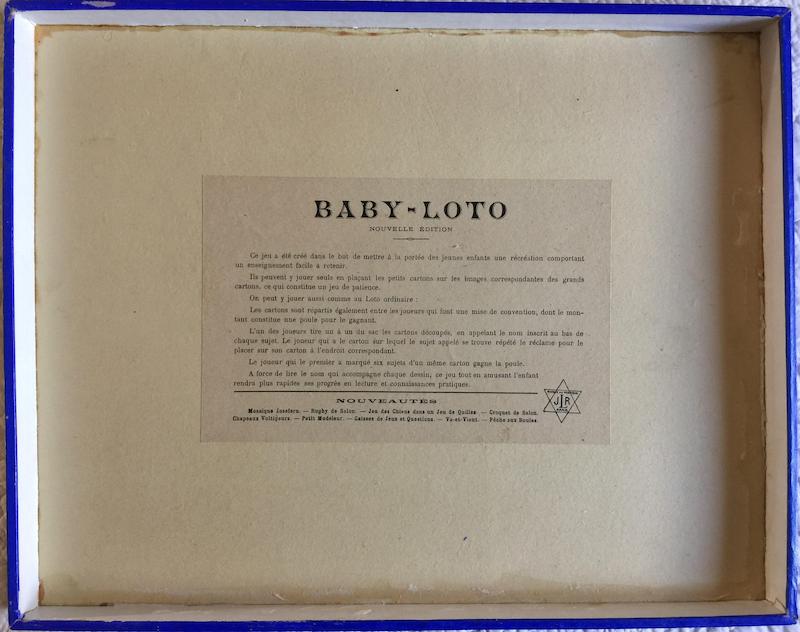 BABY-LOTO
NOUVELLE ÉDITION
Ce jeu a été créé dans le but de mettre à la portée des jeunes enfants une récréation comportant
un enseignement facile à retenir.
Ils peuvent y jouer seuls en plaçant les petits cartons sur les images correspondantes des grands
cartons, ce qui constitue un jeu de patience.
On peut y jouer aussi comme au Loto ordinaire :
Les cartons sont répartis également entre les joueurs qui font une mise de convention, dont le mon-
tant constitue une poule pour le gagnant.
L'un des joueurs tire un à un du sac les cartons découpés, en appelant le nom inscrit au bas de
chaque sujet. Le joueur qui a le carton sur lequel le sujet appelé se trouve répété le réclame pour le
placer sur son carton à l'endroit correspondant.
Le joueur qui le premier a marqué six sujets d'un même carton gagne la poule.
A force de lire le nom qui accompagne chaque dessin, ce jeu tout en amusant l'enfant
rendra plus rapides ses progrès en lecture et connaissances pratiques.
NOUVEAUTÉS
Mosaïque Josefern. — Rugby de Salon. — Jeu des Chiens dans un Jeu de Quilles. — Croquet de Salon.
Chapeaux Voltigeurs. — Petit Modeleur. — Caisses de Jeux et Questions. — Va-et-Vient. — Pêche aux Boules.
JLR